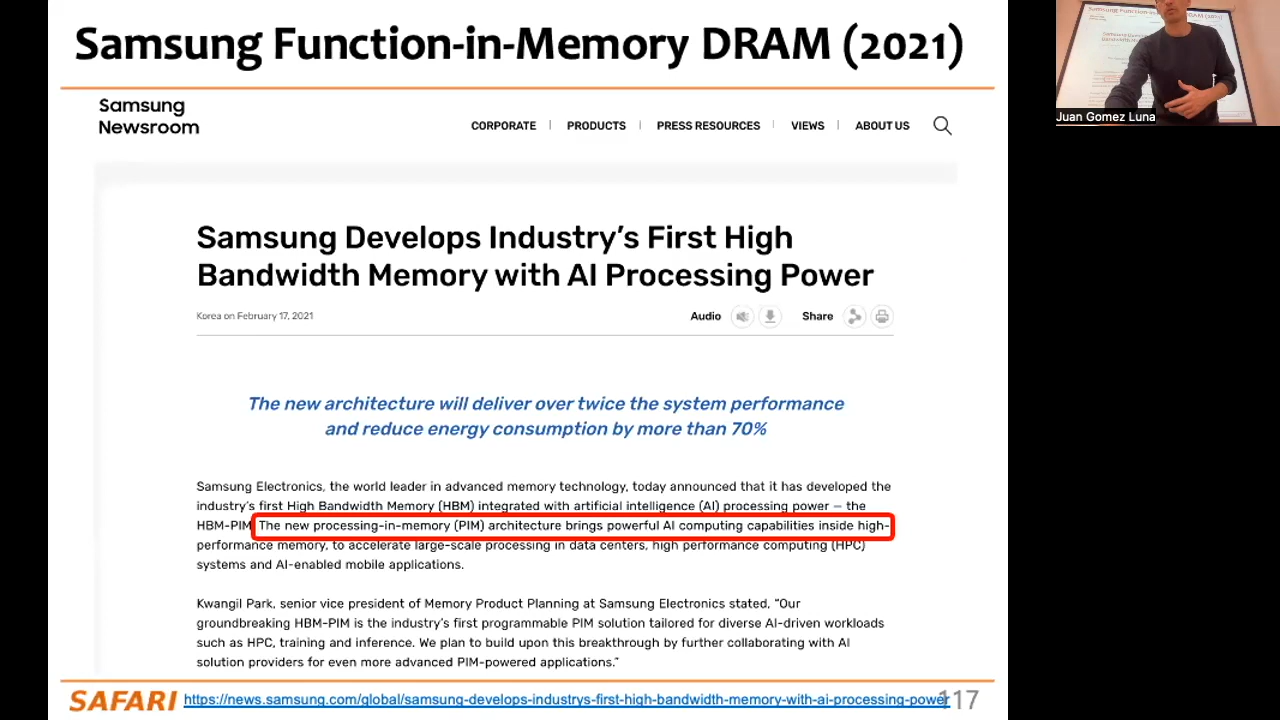 Samsung Function-in-Memory DRAM (2021)
Samsung
Newsroom
CORPORATE | PRODUCTS | PRESS RESOURCES | VIEWS | ABOUT US
Samsung Develops Industry's First High
Bandwidth Memory with AI Processing Power
Korea on February 17, 2021
Audio
Share
The new architecture will deliver over twice the system performance
and reduce energy consumption by more than 70%
Samsung Electronics, the world leader in advanced memory technology, today announced that it has developed the
industry's first High Bandwidth Memory (HBM) integrated with artificial intelligence (AI) processing power – the
HBM-PIM The new processing-in-memory (PIM) architecture brings powerful AI computing capabilities inside high-
performance memory, to accelerate large-scale processing in data centers, high performance computing (HPC)
systems and AI-enabled mobile applications.
Kwangil Park, senior vice president of Memory Product Planning at Samsung Electronics stated, "Our
groundbreaking HBM-PIM is the industry's first programmable PIM solution tailored for diverse AI-driven workloads
such as HPC, training and inference. We plan to build upon this breakthrough by further collaborating with AI
solution providers for even more advanced PIM-powered applications."
SAFARI
https://news.samsung.com/global/samsung-develops-industrys-first-high-bandwidth-memory-with-ai-processing-power
117
Juan Gomez Luna